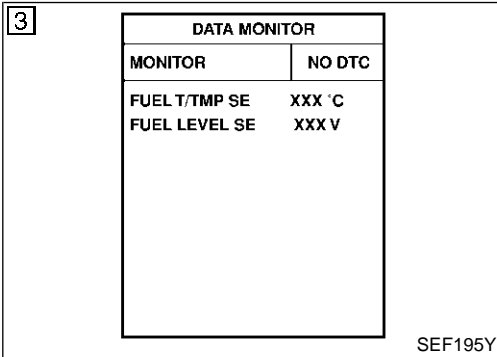 3
DATA MONITOR
MONITOR NO DTC
FUEL T/TMP SE XXX °C
FUEL LEVEL SE XXX V
SEF195Y